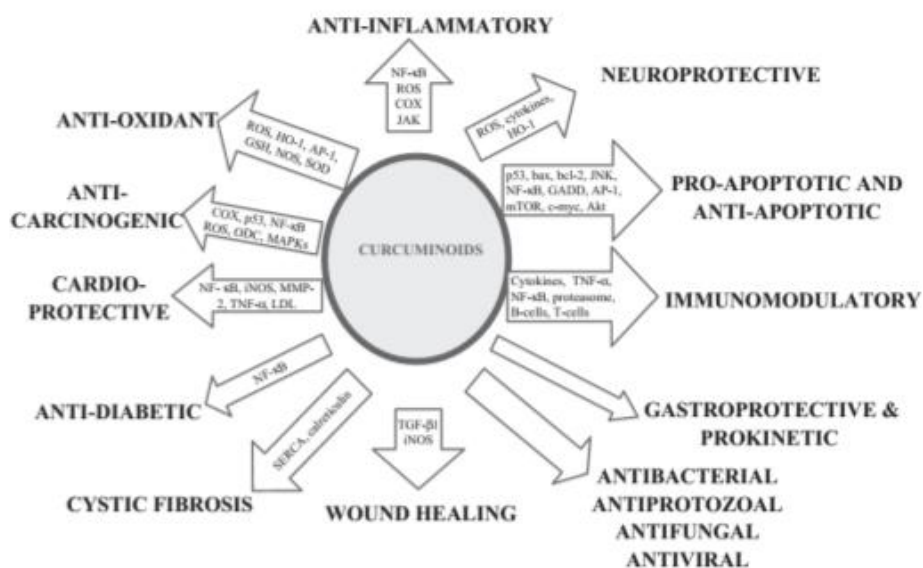 ANTI-INFLAMMATORY
NF-κB
ROS
COX
JAK
NEUROPROTECTIVE
ROS, cytokines,
HO-1
ANTI-OXIDANT
ROS, HO-1, AP-1,
GSH, NOS, SOD
p53, bax, bcl-2, JNK,
NF-κB, GADD, AP-1,
mTOR, c-myc, Akt
PRO-APOPTOTIC AND
ANTI-APOPTOTIC
ANTI-
CARCINOGENIC
COX, p53, NF-κB
ROS, ODC, MAPKs
CURCUMINOIDS
CARDIO-
PROTECTIVE
NF- κB, iNOS, MMP-
2, TNF-α, LDL
Cytokines, TNF-α,
NF-κB, proteasome,
B-cells, T-cells
IMMUNOMODULATORY
NF-κB
ANTI-DIABETIC
SERCA, calreticulin
CYSTIC FIBROSIS
TGF-β1
iNOS
WOUND HEALING
GASTROPROTECTIVE &
PROKINETIC
ANTIBACTERIAL
ANTIPROTOZOAL
ANTIFUNGAL
ANTIVIRAL